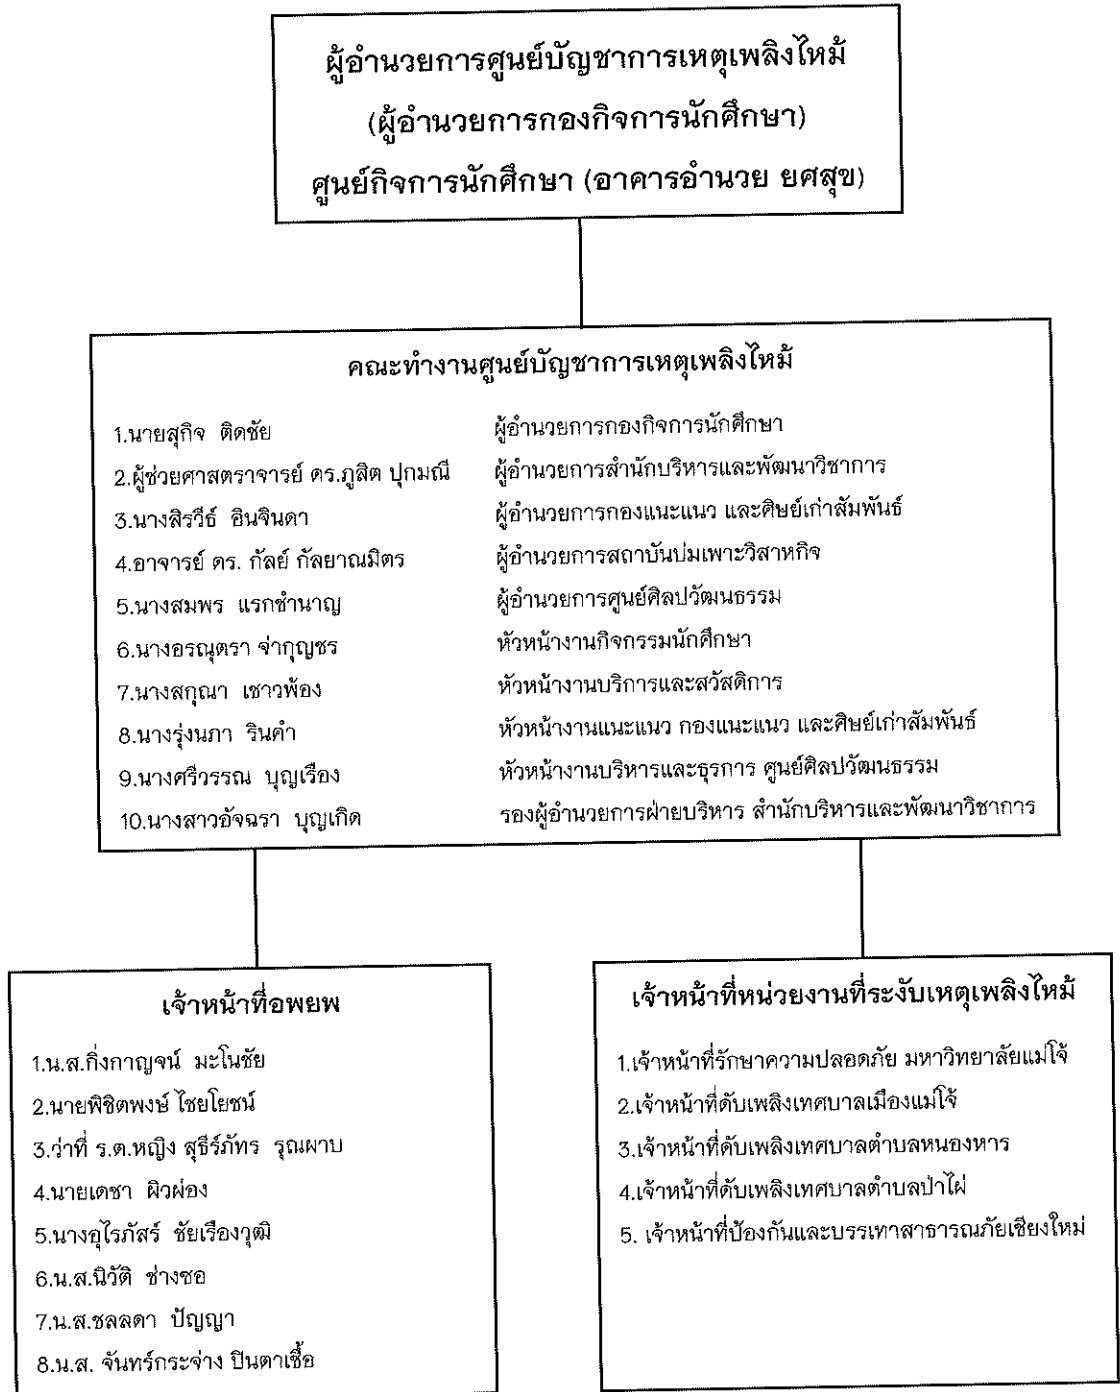 ผู้อำนวยการศูนย์บัญชาการเหตุเพลิงไหม้
(ผู้อำนวยการกองกิจการนักศึกษา)
ศูนย์กิจการนักศึกษา (อาคารอำนวย ยศสุข)
คณะทำงานศูนย์บัญชาการเหตุเพลิงไหม้
1.นายสุกิจ ติดชัย ผู้อำนวยการกองกิจการนักศึกษา
2.ผู้ช่วยศาสตราจารย์ ดร.ภูสิต ปุกมณี ผู้อำนวยการสำนักบริหารและพัฒนาวิชาการ
3.นางสิรวีธ์ อินจินดา ผู้อำนวยการกองแนะแนว และศิษย์เก่าสัมพันธ์
4.อาจารย์ ดร. กัลย์ กัลยาณมิตร ผู้อำนวยการสถาบันบ่มเพาะวิสาหกิจ
5.นางสมพร แรกชำนาญ ผู้อำนวยการศูนย์ศิลปวัฒนธรรม
6.นางอรณุตรา จ่ากุญชร หัวหน้างานกิจกรรมนักศึกษา
7.นางสกุณา เชาวพ้อง หัวหน้างานบริการและสวัสดิการ
8.นางรุ่งนภา รินคำ หัวหน้างานแนะแนว กองแนะแนว และศิษย์เก่าสัมพันธ์
9.นางศรีวรรณ บุญเรือง หัวหน้างานบริหารและธุรการ ศูนย์ศิลปวัฒนธรรม
10.นางสาวอัจฉรา บุญเกิด รองผู้อำนวยการฝ่ายบริหาร สำนักบริหารและพัฒนาวิชาการ
เจ้าหน้าที่อพยพ
1.น.ส.กิ่งกาญจน์ มะโนชัย
2.นายพิชิตพงษ์ ไชยโยชน์
3.ว่าที่ ร.ต.หญิง สุธีร์ภัทร รุณผาบ
4.นายเดชา ผิวผ่อง
5.นางอุไรภัสร์ ชัยเรืองวุฒิ
6.น.ส.นิวัติ ช่างซอ
7.น.ส.ชลลดา ปัญญา
8.น.ส. จันทร์กระจ่าง ปินตาเชื้อ
เจ้าหน้าที่หน่วยงานที่ระงับเหตุเพลิงไหม้
1.เจ้าหน้าที่รักษาความปลอดภัย มหาวิทยาลัยแม่โจ้
2.เจ้าหน้าที่ดับเพลิงเทศบาลเมืองแม่โจ้
3.เจ้าหน้าที่ดับเพลิงเทศบาลตำบลหนองหาร
4.เจ้าหน้าที่ดับเพลิงเทศบาลตำบลป่าไผ่
5. เจ้าหน้าที่ป้องกันและบรรเทาสาธารณภัยเชียงใหม่